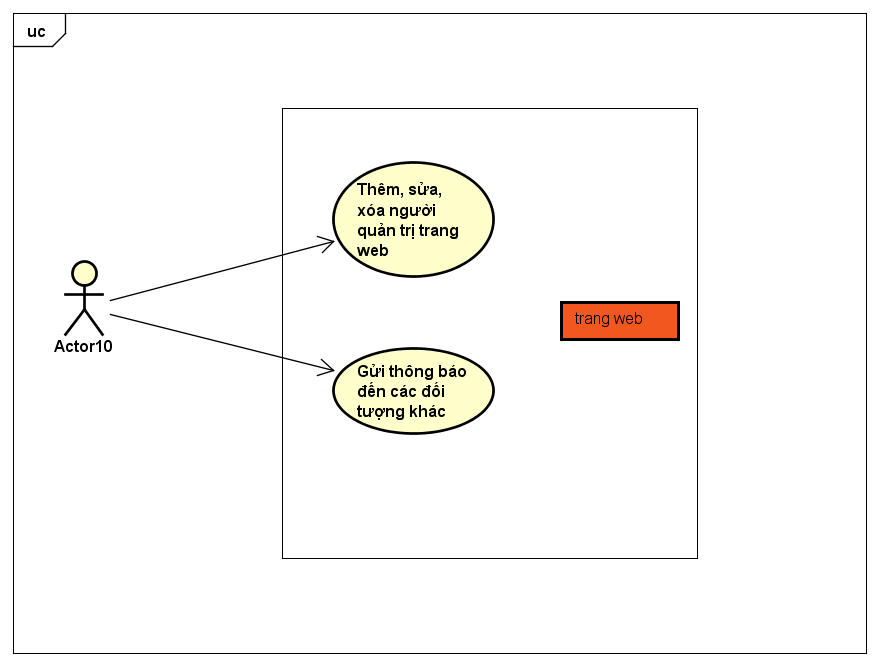 uc
Thêm, sửa,
xóa người
quản trị trang
web
trang web
Actor10
Gửi thông báo
đến các đối
tượng khác